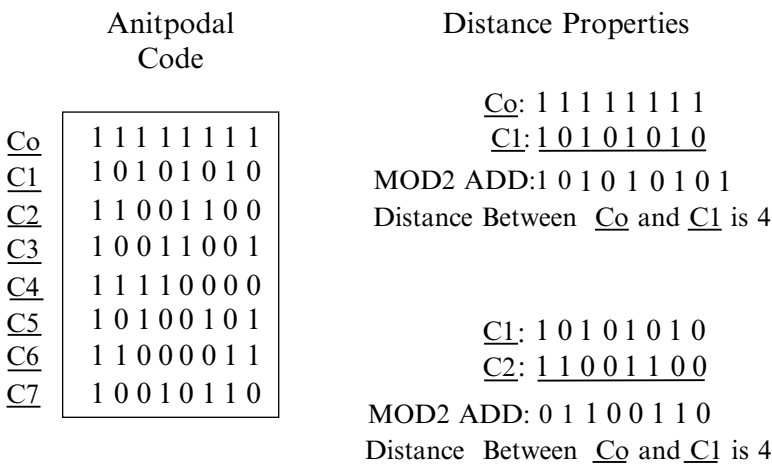 Anitpodal
Code
Co 1 1 1 1 1 1 1 1
C1 1 0 1 0 1 0 1 0
C2 1 1 0 0 1 1 0 0
C3 1 0 0 1 1 0 0 1
C4 1 1 1 1 0 0 0 0
C5 1 0 1 0 0 1 0 1
C6 1 1 0 0 0 0 1 1
C7 1 0 0 1 0 1 1 0
Distance Properties
Co: 1 1 1 1 1 1 1 1
C1: 1 0 1 0 1 0 1 0
MOD2 ADD:1 0 1 0 1 0 1 0 1
Distance Between Co and C1 is 4
C1: 1 0 1 0 1 0 1 0
C2: 1 1 0 0 1 1 0 0
MOD2 ADD: 0 1 1 0 0 1 1 0
Distance Between Co and C1 is 4